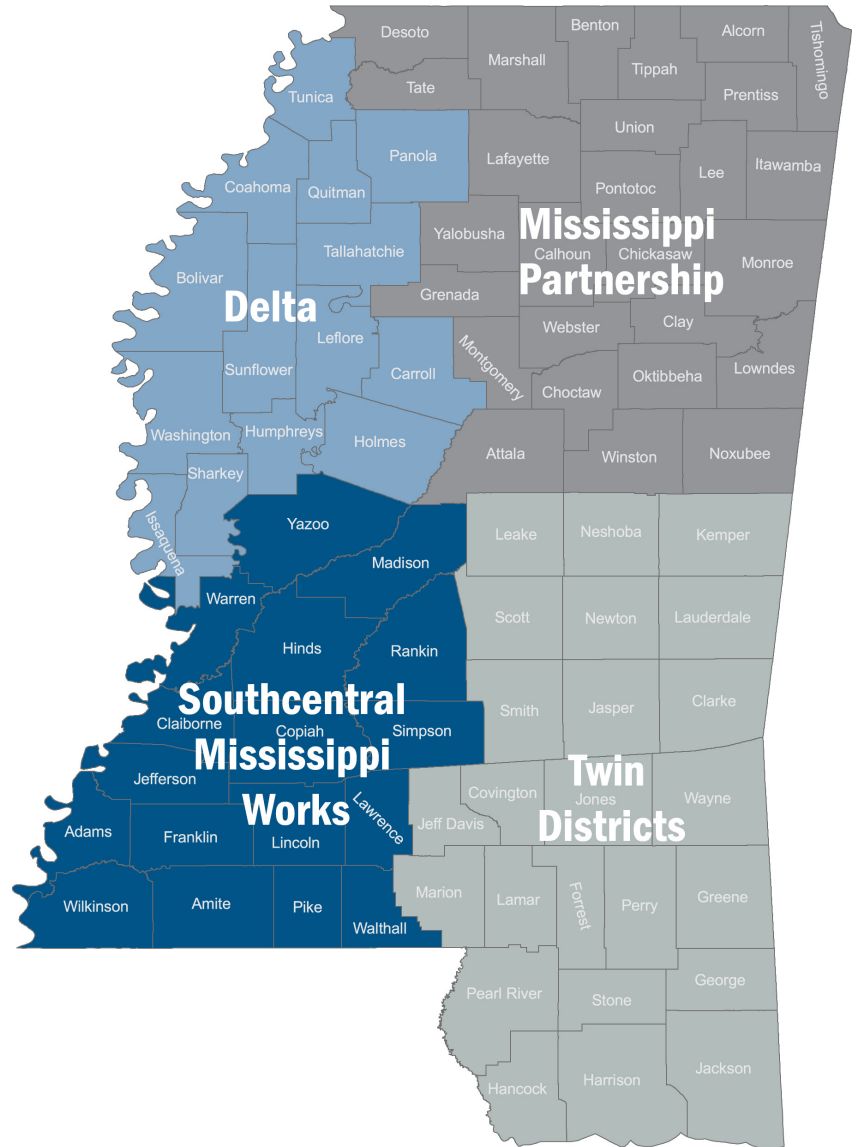 Desoto
Benton
Alcorn
Tishomingo
Marshall
Tippah
Tate
Prentiss
Tunica
Union
Panola
Lafayette
Itawamba
Lee
Coahoma
Quitman
Pontotoc
Mississippi
Partnership
Yalobusha
Tallahatchie
Calhoun
Chickasaw
Monroe
Bolivar
Grenada
Delta
Webster
Clay
Leflore
Sunflower
Carroll
Montgomery
Choctaw
Oktibbeha
Lowndes
Washington
Humphreys
Holmes
Attala
Winston
Noxubee
Sharkey
Issaquena
Yazoo
Leake
Neshoba
Kemper
Madison
Warren
Scott
Newton
Lauderdale
Hinds
Rankin
Southcentral
Mississippi
Works
Claiborne
Copiah
Simpson
Smith
Jasper
Clarke
Jefferson
Twin
Districts
Covington
Jones
Wayne
Lawrence
Jeff Davis
Adams
Franklin
Lincoln
Wilkinson
Amite
Pike
Walthall
Marion
Lamar
Forrest
Perry
Greene
Pearl River
Stone
George
Hancock
Harrison
Jackson